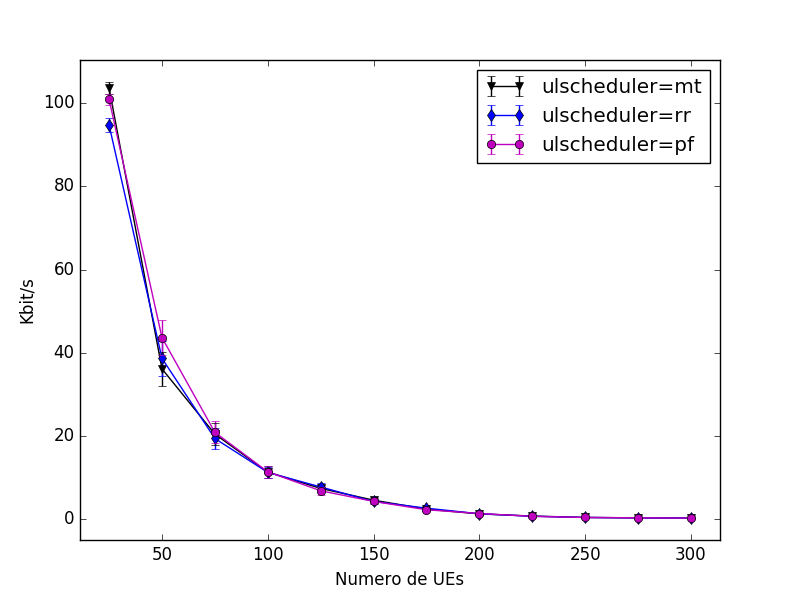 ulscheduler=mt
ulscheduler=rr
ulscheduler=pf
100
80
60
40
20
0
Kbit/s
50 100 150 200 250 300
Numero de UEs